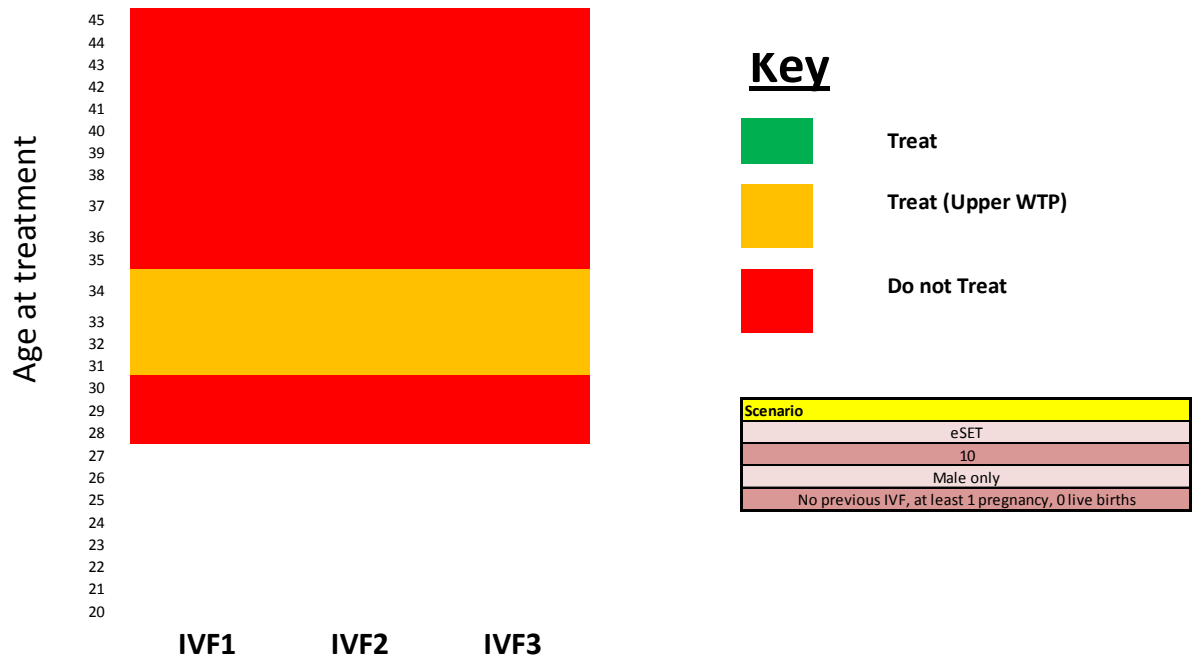 Age at treatment
45
44
43
42
41
40
39
38
37
36
35
34
33
32
31
30
29
28
27
26
25
24
23
22
21
20
IVF1 IVF2 IVF3
Key
Treat
Treat (Upper WTP)
Do not Treat
Scenario
eSET
10
Male only
No previous IVF, at least 1 pregnancy, 0 live births